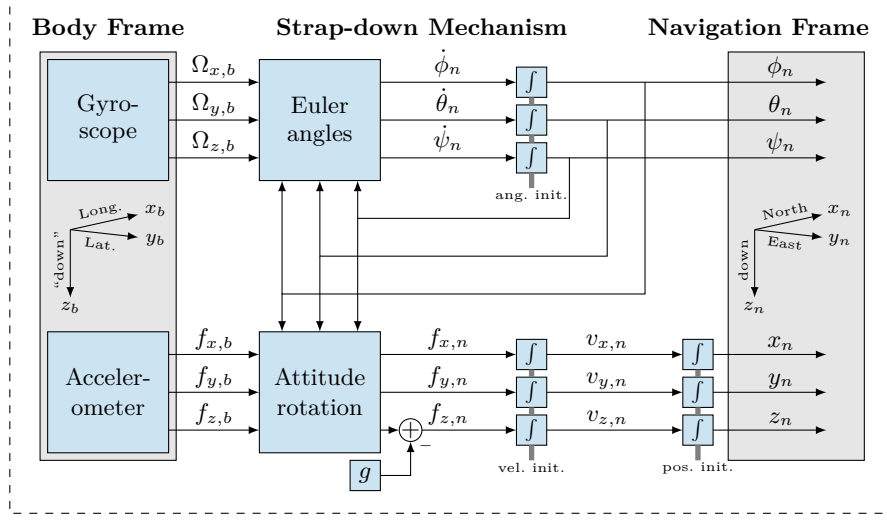 Body Frame Strap-down Mechanism Navigation Frame
Gyro-
scope
Ω_{x,b}
Ω_{y,b}
Ω_{z,b}
Euler
angles
ϕ̇_n
θ̇_n
ψ̇_n
∫
∫
∫
ang. init.
ϕ_n
θ_n
ψ_n
Long.
x_b
Lat.
y_b
"down"
z_b
North
x_n
East
y_n
down
z_n
Acceler-
ometer
f_{x,b}
f_{y,b}
f_{z,b}
Attitude
rotation
f_{x,n}
f_{y,n}
f_{z,n}
+
−
g
∫
∫
∫
vel. init.
v_{x,n}
v_{y,n}
v_{z,n}
∫
∫
∫
pos. init.
x_n
y_n
z_n